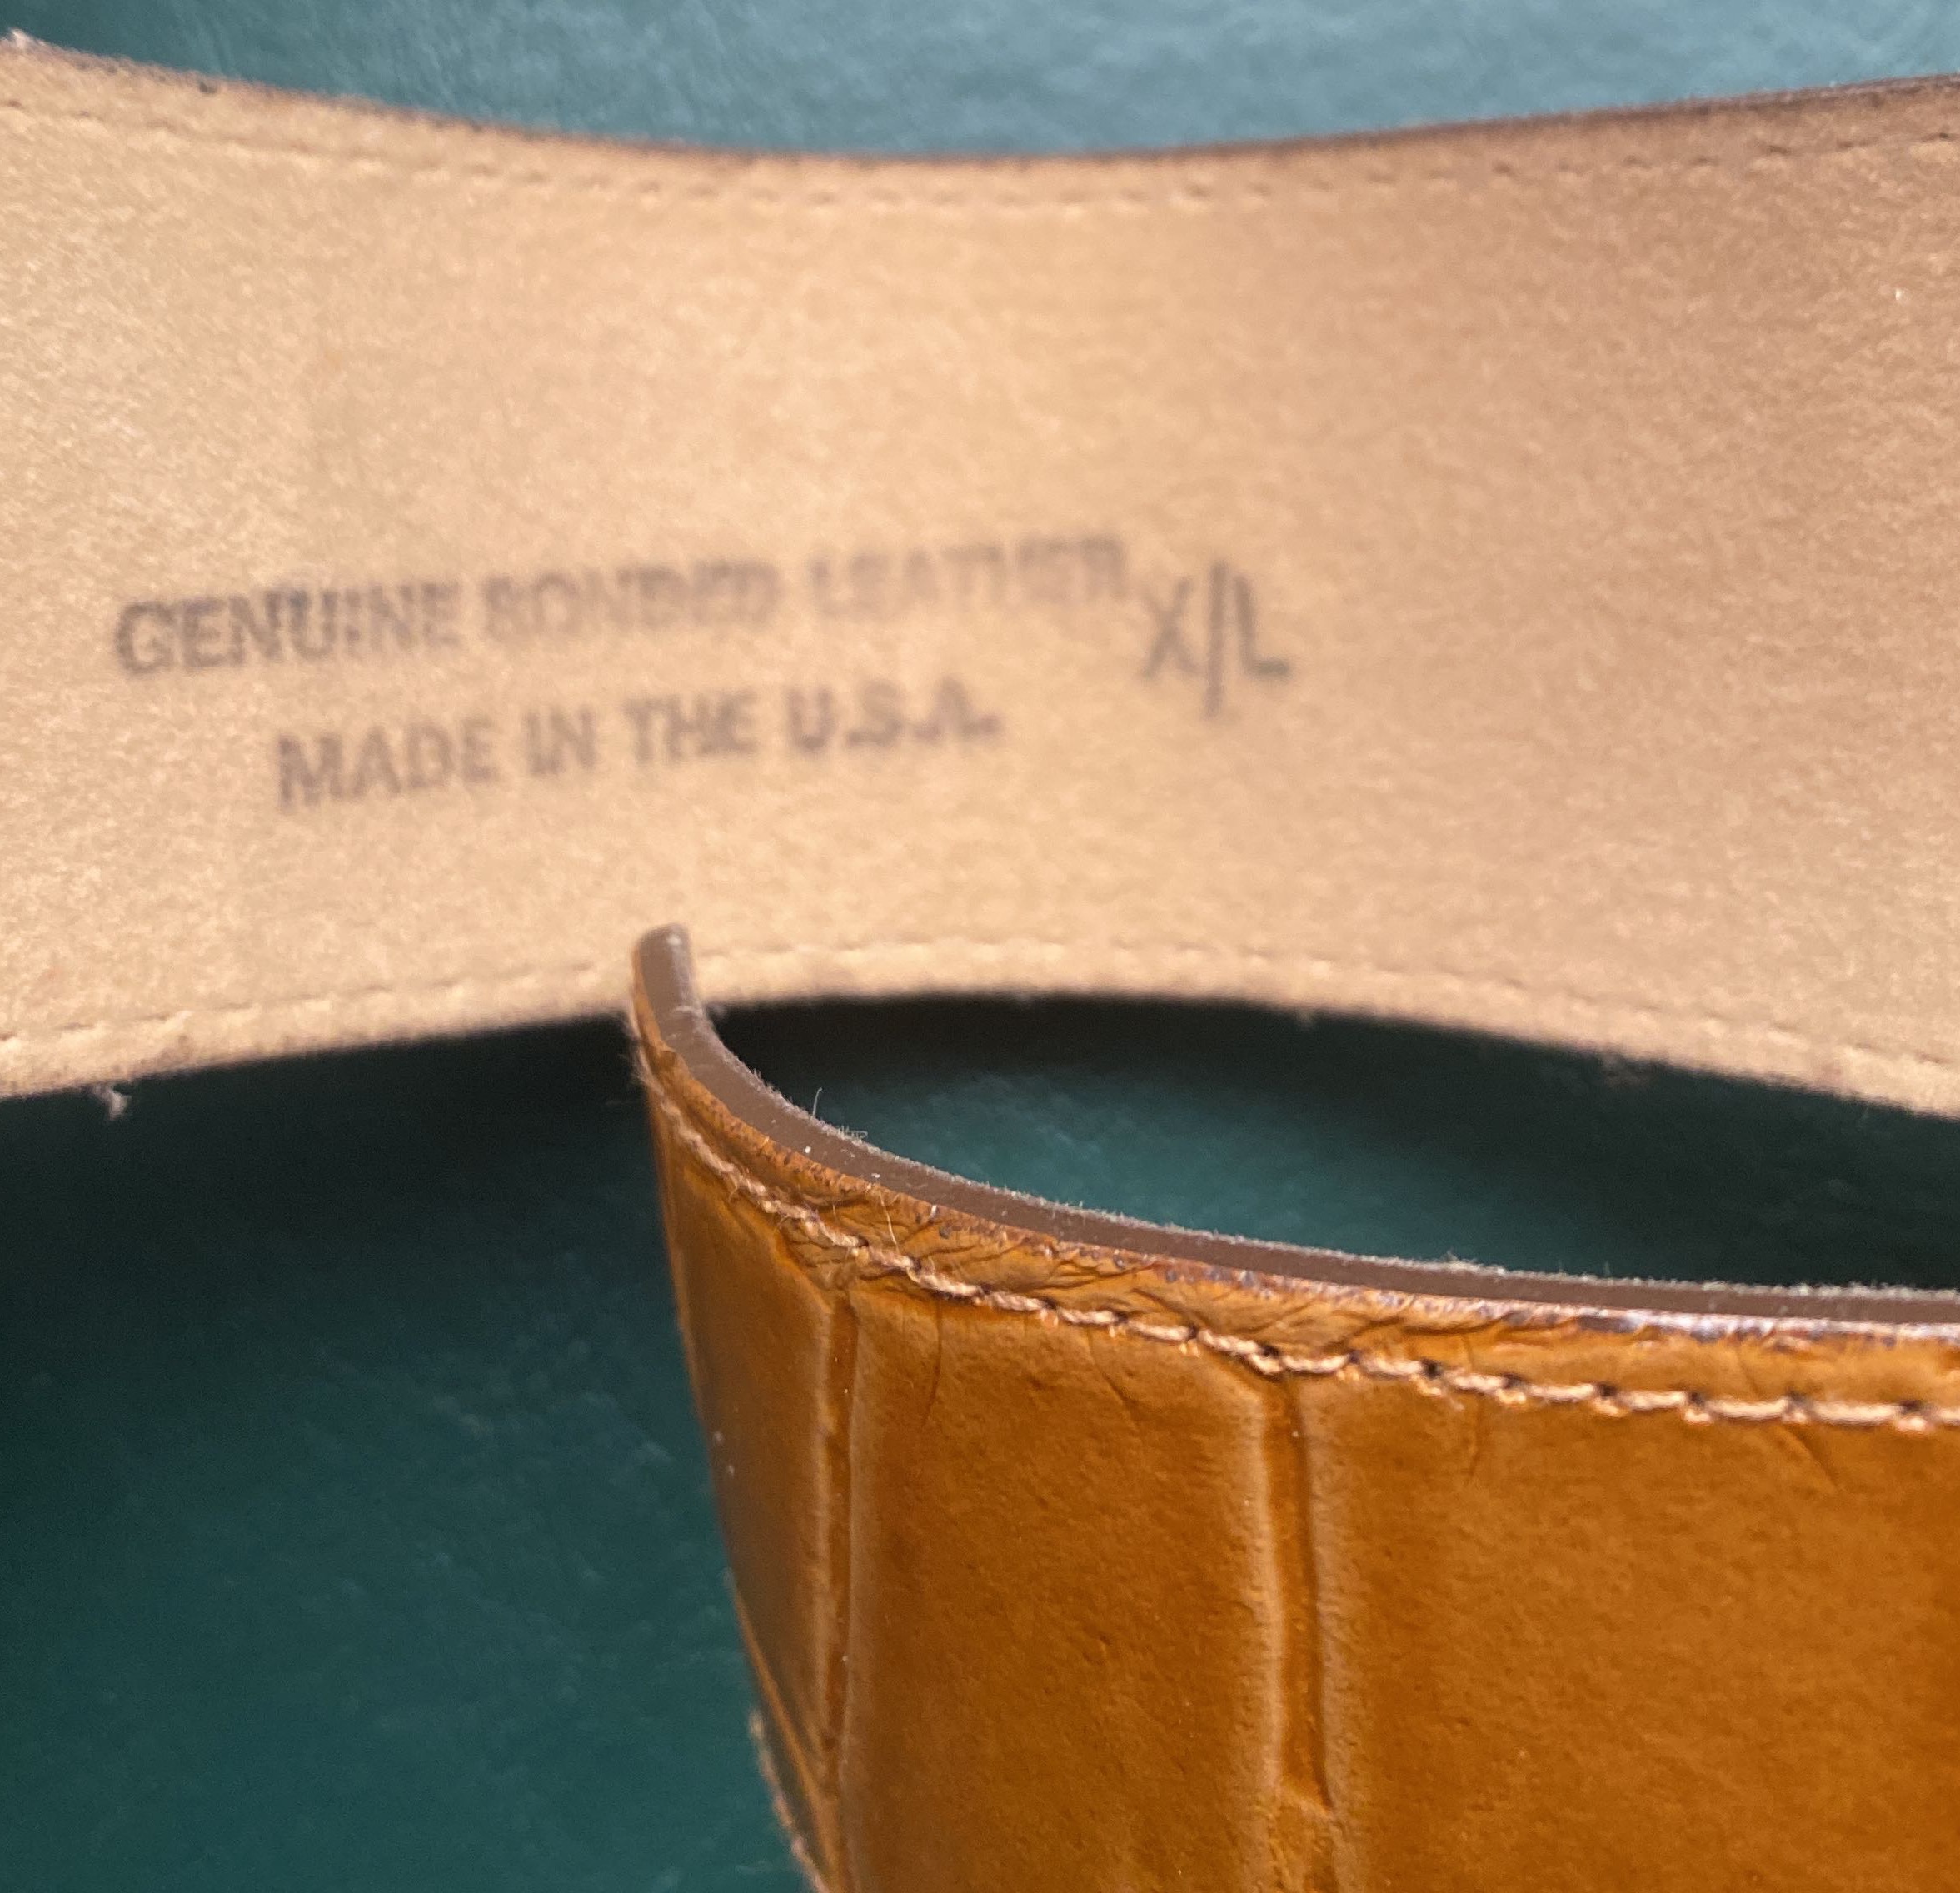 GENUINE BONDED LEATHER X/L
MADE IN THE U.S.A.